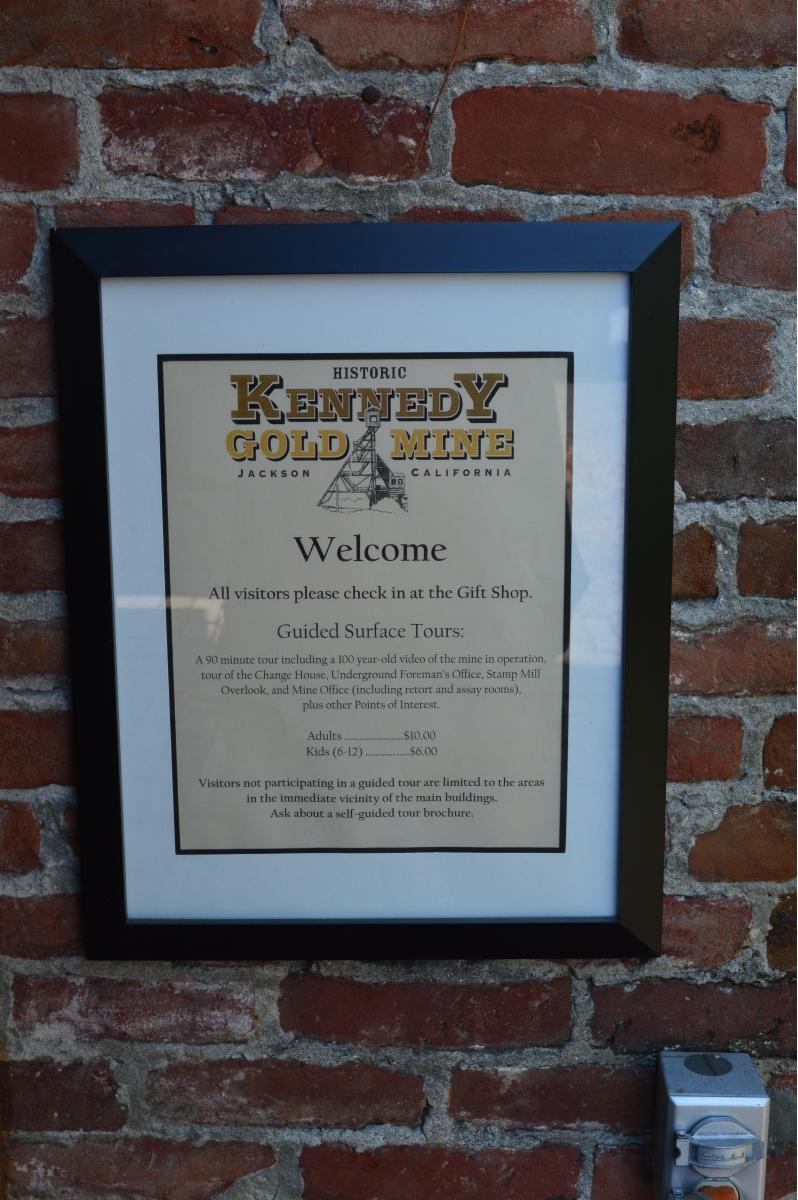 HISTORIC
KENNEDY
GOLD MINE
JACKSON CALIFORNIA
Welcome
All visitors please check in at the Gift Shop.
Guided Surface Tours:
A 90 minute tour including a 100 year-old video of the mine in operation,
tour of the Change House, Underground Foreman's Office, Stamp Mill
Overlook, and Mine Office (including retort and assay rooms),
plus other Points of Interest.
Adults .......................$10.00
Kids (6-12) .................$6.00
Visitors not participating in a guided tour are limited to the areas
in the immediate vicinity of the main buildings.
Ask about a self-guided tour brochure.